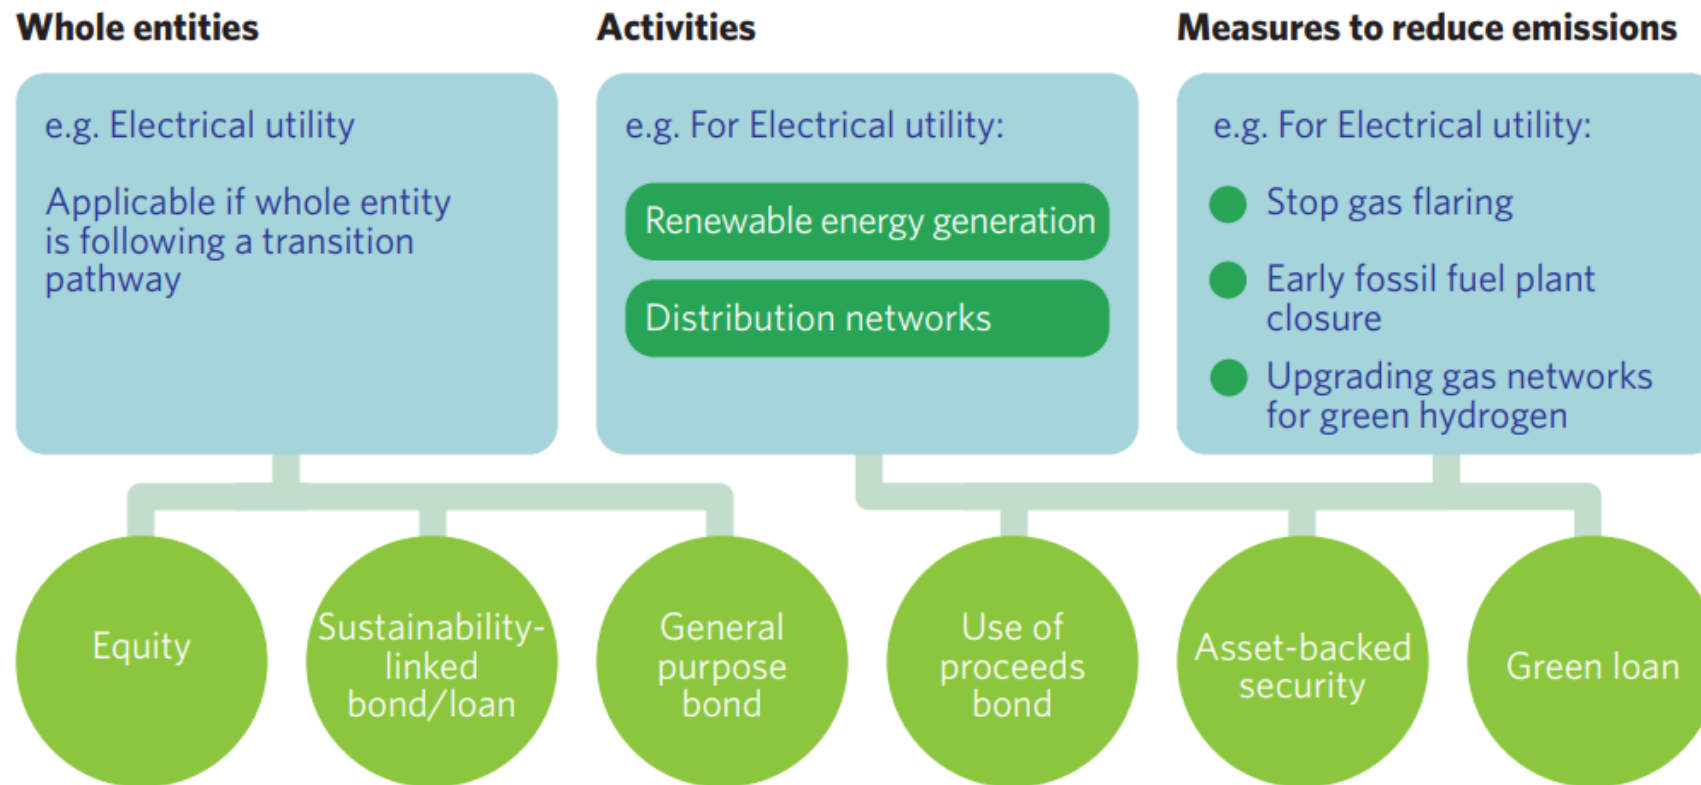 Whole entities
e.g. Electrical utility
Applicable if whole entity
is following a transition
pathway
Activities
e.g. For Electrical utility:
Renewable energy generation
Distribution networks
Measures to reduce emissions
e.g. For Electrical utility:
Stop gas flaring
Early fossil fuel plant
closure
Upgrading gas networks
for green hydrogen
Equity
Sustainability-
linked
bond/loan
General
purpose
bond
Use of
proceeds
bond
Asset-backed
security
Green loan